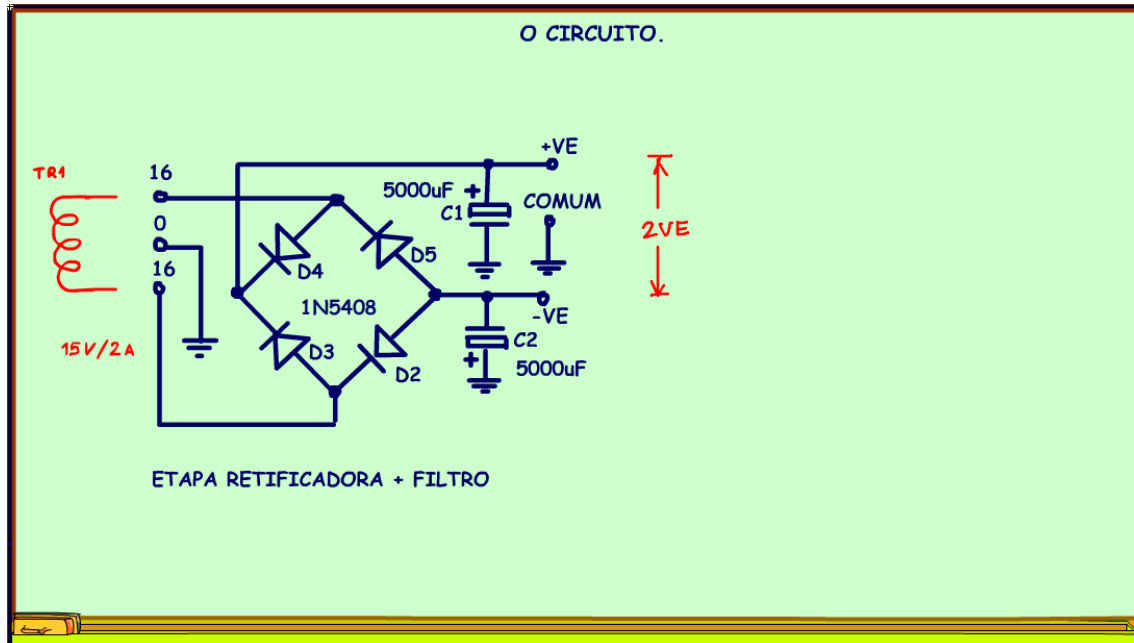 O CIRCUITO.
+VE
TR1
16
5000uF +
C1
COMUM
0
2VE
D4
D5
16
1N5408
-VE
15V/2A
D3
D2
C2
+
5000uF
ETAPA RETIFICADORA + FILTRO